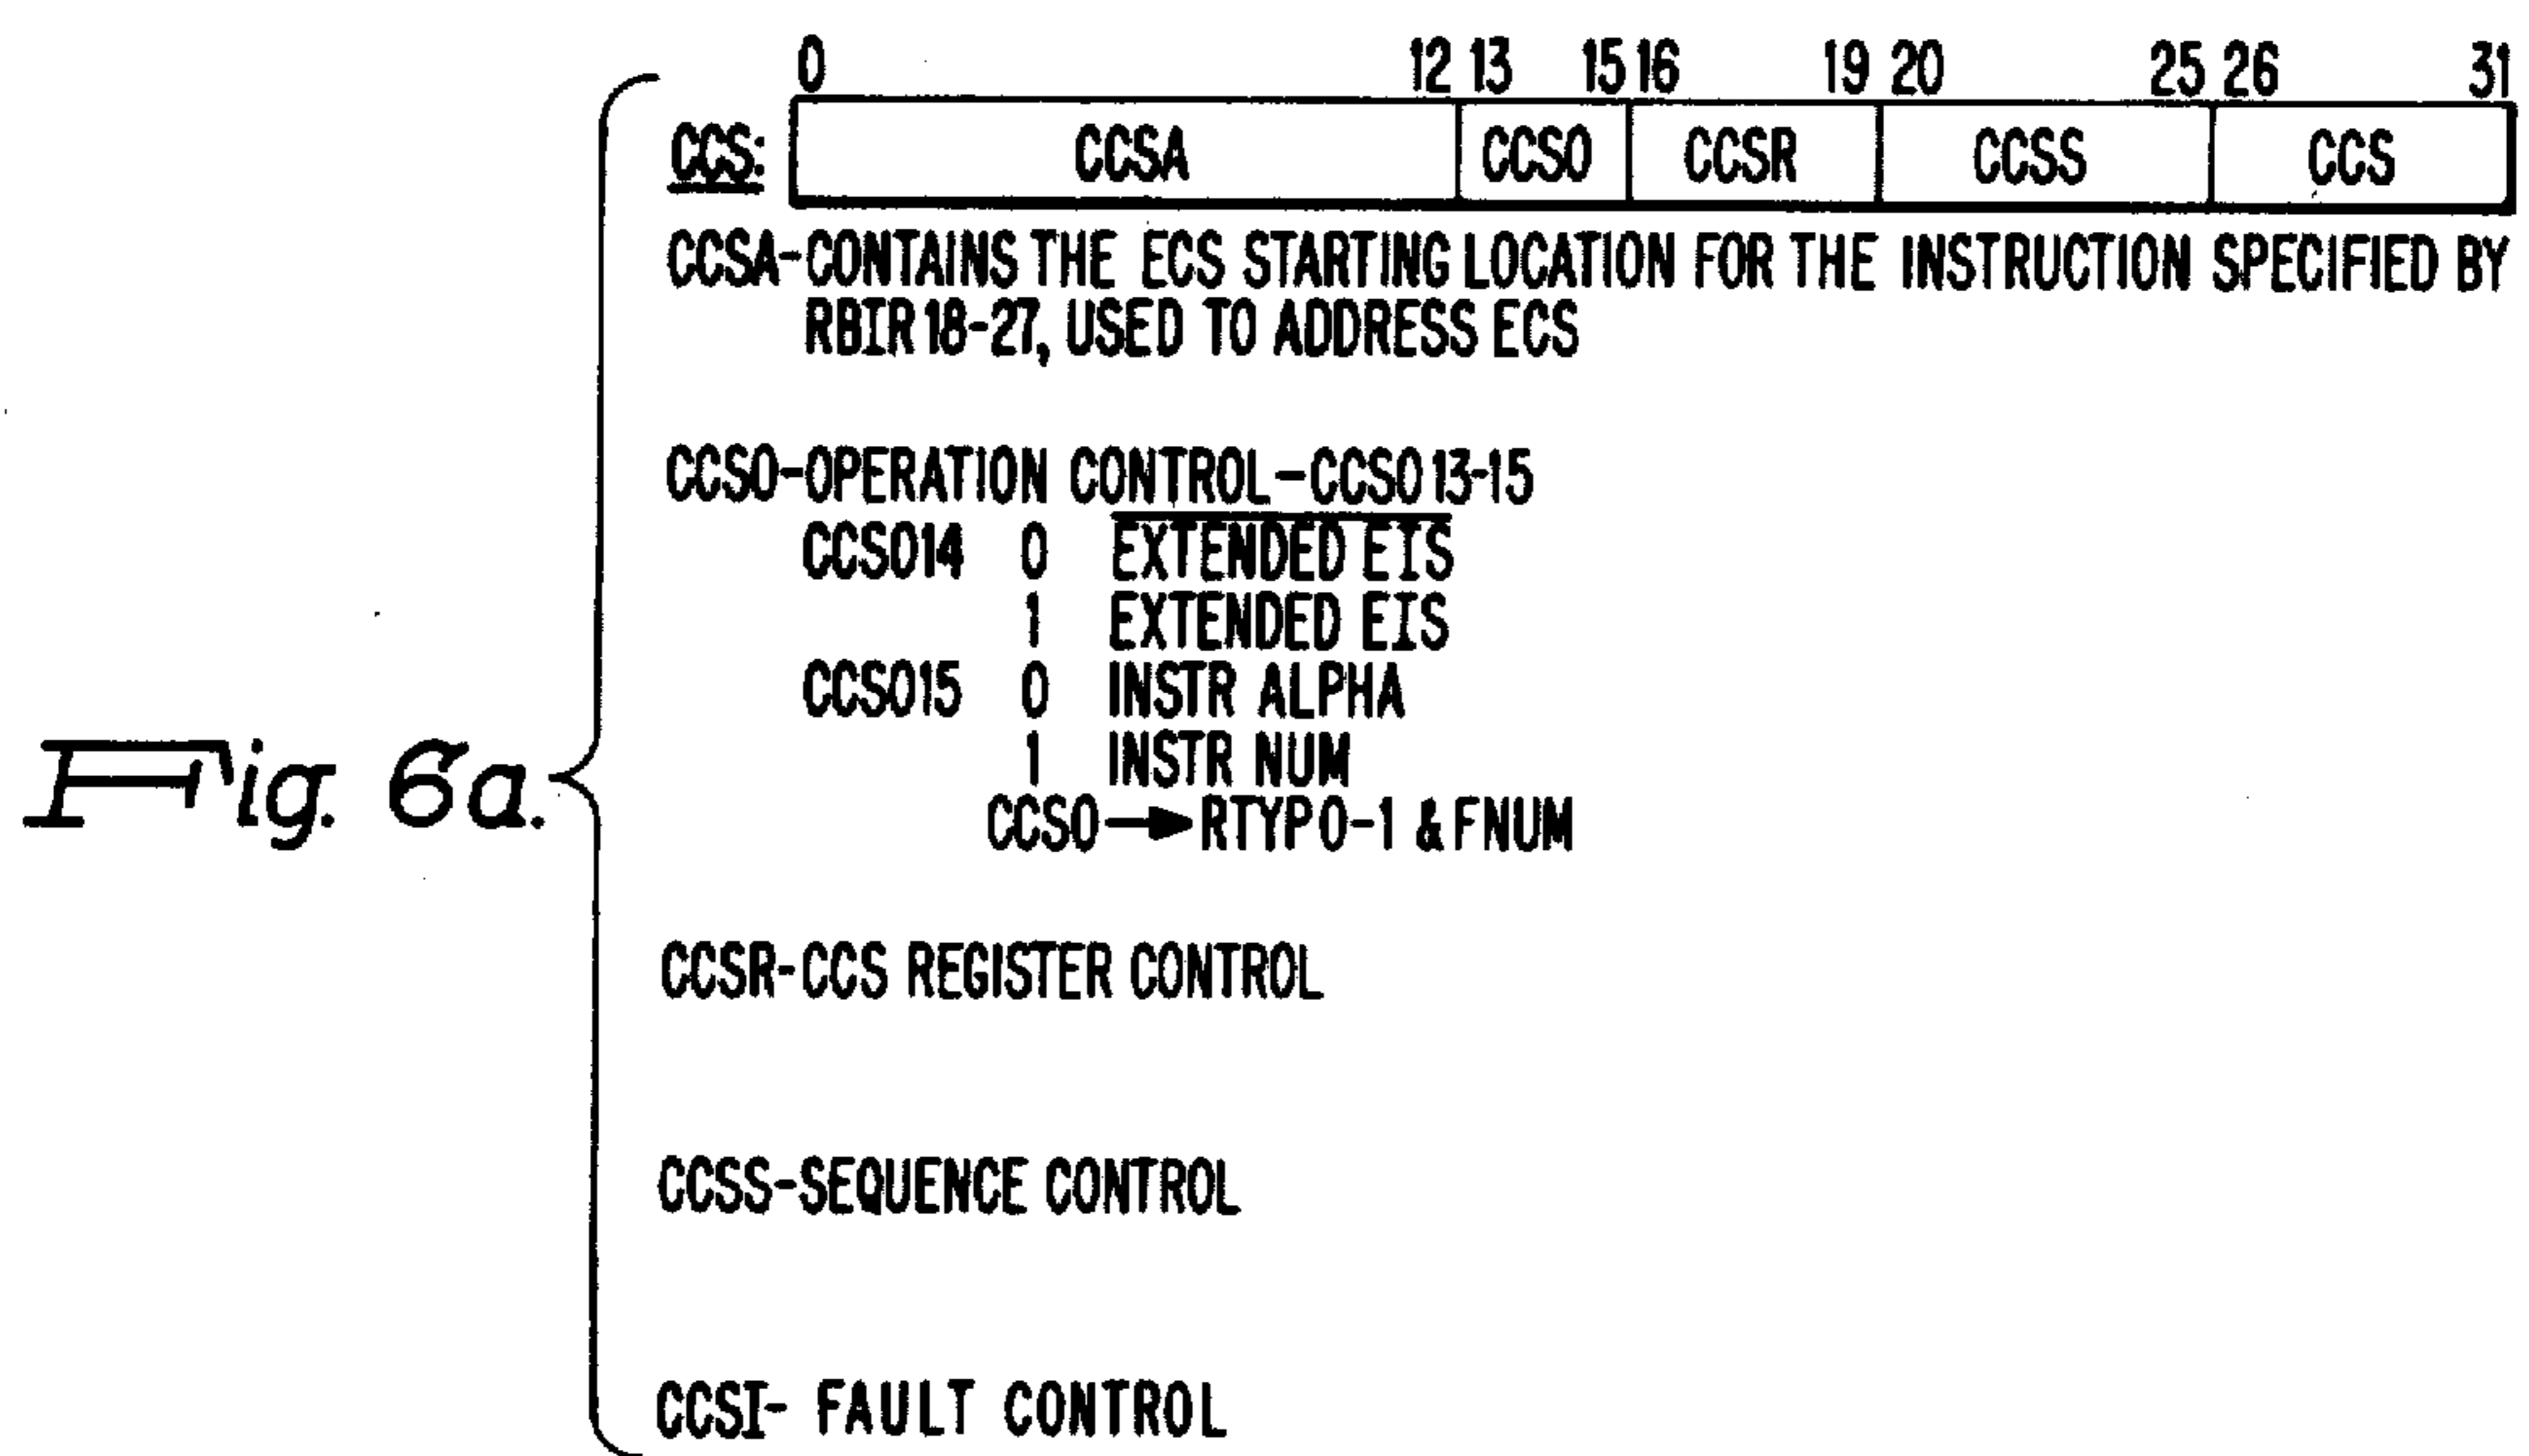 0 12 13 15 16 19 20 25 26 31
CCS: CCSA CCSO CCSR CCSS CCS
CCSA-CONTAINS THE ECS STARTING LOCATION FOR THE INSTRUCTION SPECIFIED BY
RBIR 18-27, USED TO ADDRESS ECS
CCSO-OPERATION CONTROL-CCSO 13-15
CCSO14 0 E̅X̅T̅E̅N̅D̅E̅D̅ ̅E̅I̅S̅
1 EXTENDED EIS
CCSO15 0 INSTR ALPHA
1 INSTR NUM
CCSO→RTYP0-1 & FNUM
Fig. 6a.
CCSR-CCS REGISTER CONTROL
CCSS-SEQUENCE CONTROL
CCSI- FAULT CONTROL